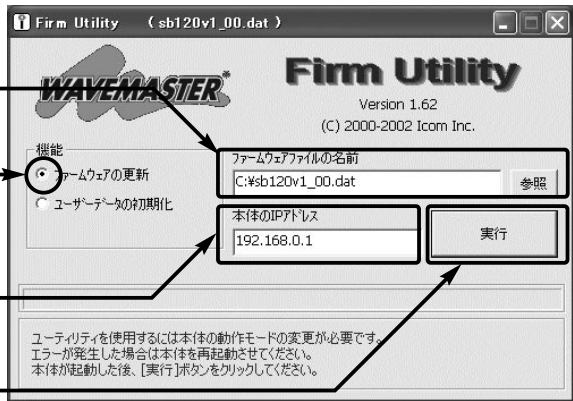 Firm Utility ( sb120v1_00.dat )
WAVEMASTER
Firm Utility
Version 1.62
(C) 2000-2002 Icom Inc.
機能
ファームウェアの更新
ユーザーデータの初期化
ファームウェアファイルの名前
C:¥sb120v1_00.dat
参照
本体のIPアドレス
192.168.0.1
実行
ユーティリティを使用するには本体の動作モードの変更が必要です。
エラーが発生した場合は本体を再起動させてください。
本体が起動した後、[実行]ボタンをクリックしてください。